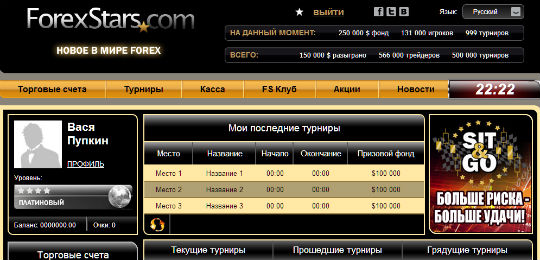 ForexStars.com
НОВОЕ В МИРЕ FOREX
ВЫЙТИ
Язык: Русский
НА ДАННЫЙ МОМЕНТ: 250 000 $ фонд 131 000 игроков 999 турниров
ВСЕГО: 150 000 $ разыграно 566 000 трейдеров 500 000 турниров
Торговые счета Турниры Касса FS Клуб Акции Новости 22:22
Вася
Пупкин
ПРОФИЛЬ
Уровень:
ПЛАТИНОВЫЙ
Баланс: 0000000.00 Очки: 0
Торговые счета
Мои последние турниры
Место Название Начало Окончание Призовой фонд
Место 1 Название 1 00:00 00:00 $100 000
Место 2 Название 2 00:00 00:00 $100 000
Место 3 Название 3 00:00 00:00 $100 000
Текущие турниры Прошедшие турниры Грядущие турниры
SIT
&
GO
БОЛЬШЕ РИСКА -
БОЛЬШЕ УДАЧИ!